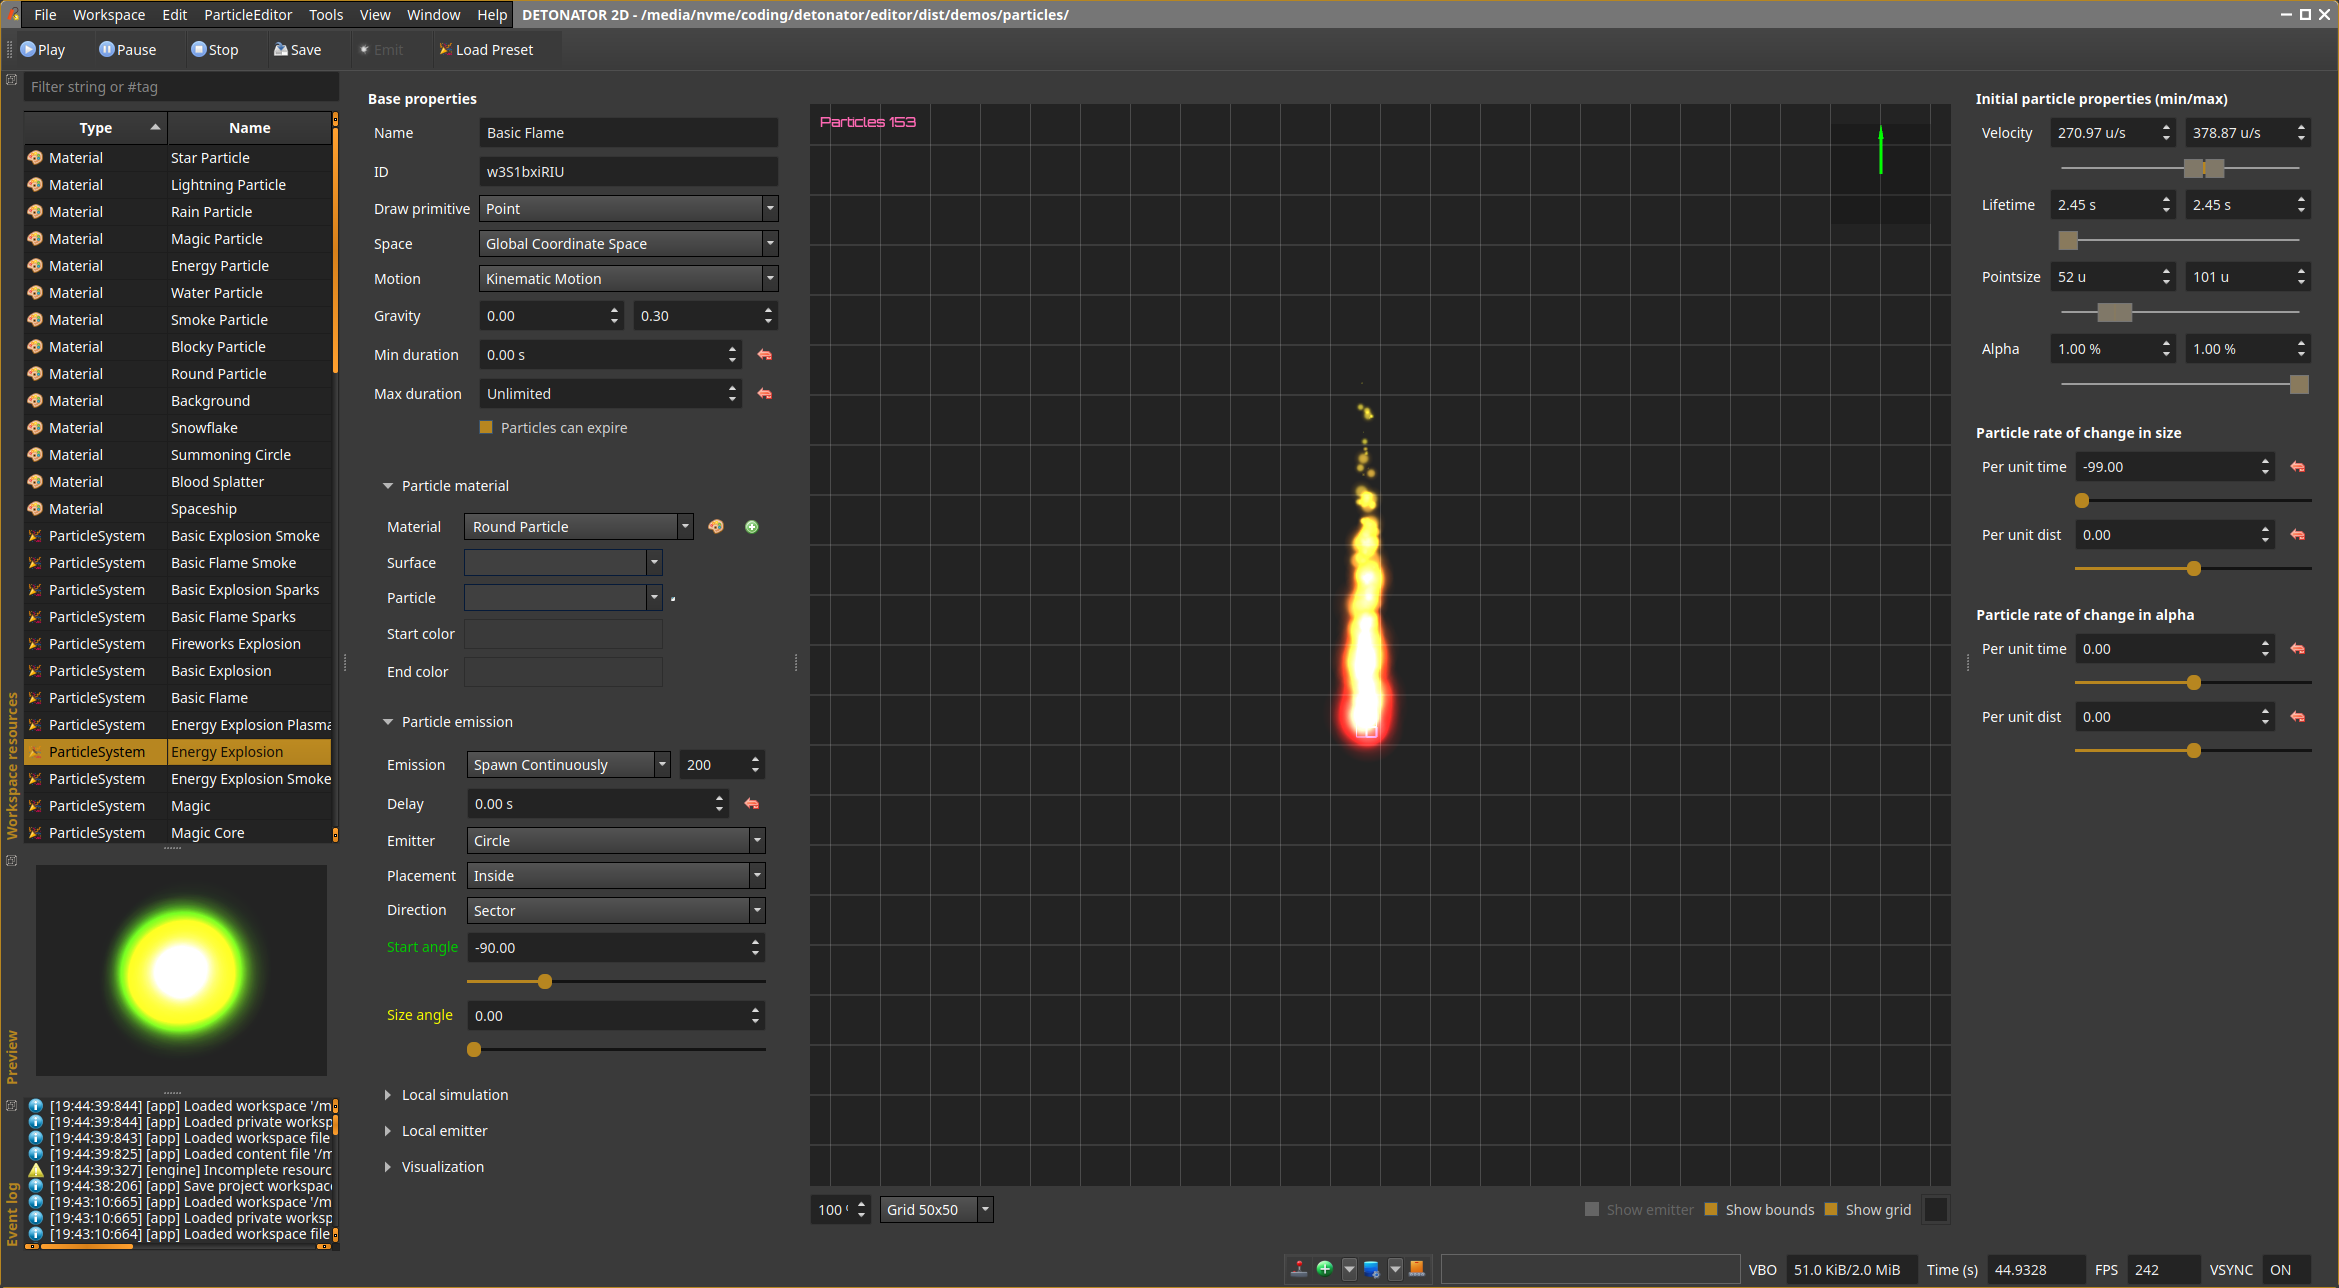 File Workspace Edit ParticleEditor Tools View Window Help DETONATOR 2D - /media/nvme/coding/detonator/editor/dist/demos/particles/
Play Pause Stop Save Emit Load Preset
Filter string or #tag
Type Name
Material Star Particle
Material Lightning Particle
Material Rain Particle
Material Magic Particle
Material Energy Particle
Material Water Particle
Material Smoke Particle
Material Blocky Particle
Material Round Particle
Material Background
Material Snowflake
Material Summoning Circle
Material Blood Splatter
Material Spaceship
ParticleSystem Basic Explosion Smoke
ParticleSystem Basic Flame Smoke
ParticleSystem Basic Explosion Sparks
ParticleSystem Basic Flame Sparks
ParticleSystem Fireworks Explosion
ParticleSystem Basic Explosion
ParticleSystem Basic Flame
ParticleSystem Energy Explosion Plasma
ParticleSystem Energy Explosion
ParticleSystem Energy Explosion Smoke
ParticleSystem Magic
ParticleSystem Magic Core
Workspace resources
Preview
Event log
[19:44:39:844] [app] Loaded workspace '/m
[19:44:39:844] [app] Loaded private worksp
[19:44:39:843] [app] Loaded workspace file
[19:44:39:825] [app] Loaded content file '/m
[19:44:39:327] [engine] Incomplete resourc
[19:44:38:206] [app] Save project workspac
[19:43:10:665] [app] Loaded workspace '/m
[19:43:10:665] [app] Loaded private worksp
[19:43:10:664] [app] Loaded workspace file
Base properties
Name Basic Flame
ID w3S1bxiRIU
Draw primitive Point
Space Global Coordinate Space
Motion Kinematic Motion
Gravity 0.00 0.30
Min duration 0.00 s
Max duration Unlimited
Particles can expire
Particle material
Material Round Particle
Surface
Particle
Start color
End color
Particle emission
Emission Spawn Continuously 200
Delay 0.00 s
Emitter Circle
Placement Inside
Direction Sector
Start angle -90.00
Size angle 0.00
Local simulation
Local emitter
Visualization
Particles 153
100 Grid 50x50 Show emitter Show bounds Show grid
Initial particle properties (min/max)
Velocity 270.97 u/s 378.87 u/s
Lifetime 2.45 s 2.45 s
Pointsize 52 u 101 u
Alpha 1.00 % 1.00 %
Particle rate of change in size
Per unit time -99.00
Per unit dist 0.00
Particle rate of change in alpha
Per unit time 0.00
Per unit dist 0.00
VBO 51.0 KiB/2.0 MiB Time (s) 44.9328 FPS 242 VSYNC ON